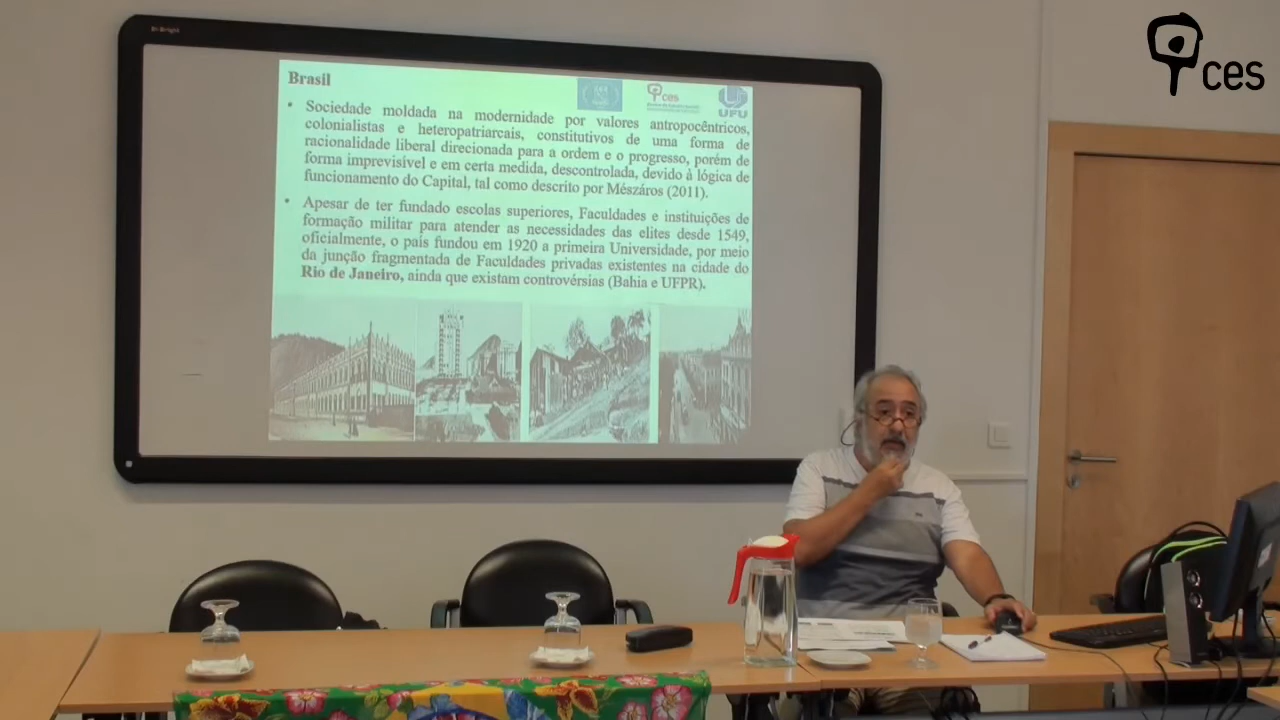 ces
Brasil
ces
UFU
• Sociedade moldada na modernidade por valores antropocêntricos,
colonialistas e heteropatriarcais, constitutivos de uma forma de
racionalidade liberal direcionada para a ordem e o progresso, porém de
forma imprevisível e em certa medida, descontrolada, devido à lógica de
funcionamento do Capital, tal como descrito por Mészáros (2011).
• Apesar de ter fundado escolas superiores, Faculdades e instituições de
formação militar para atender as necessidades das elites desde 1549,
oficialmente, o país fundou em 1920 a primeira Universidade, por meio
da junção fragmentada de Faculdades privadas existentes na cidade do
Rio de Janeiro, ainda que existam controvérsias (Bahia e UFPR).